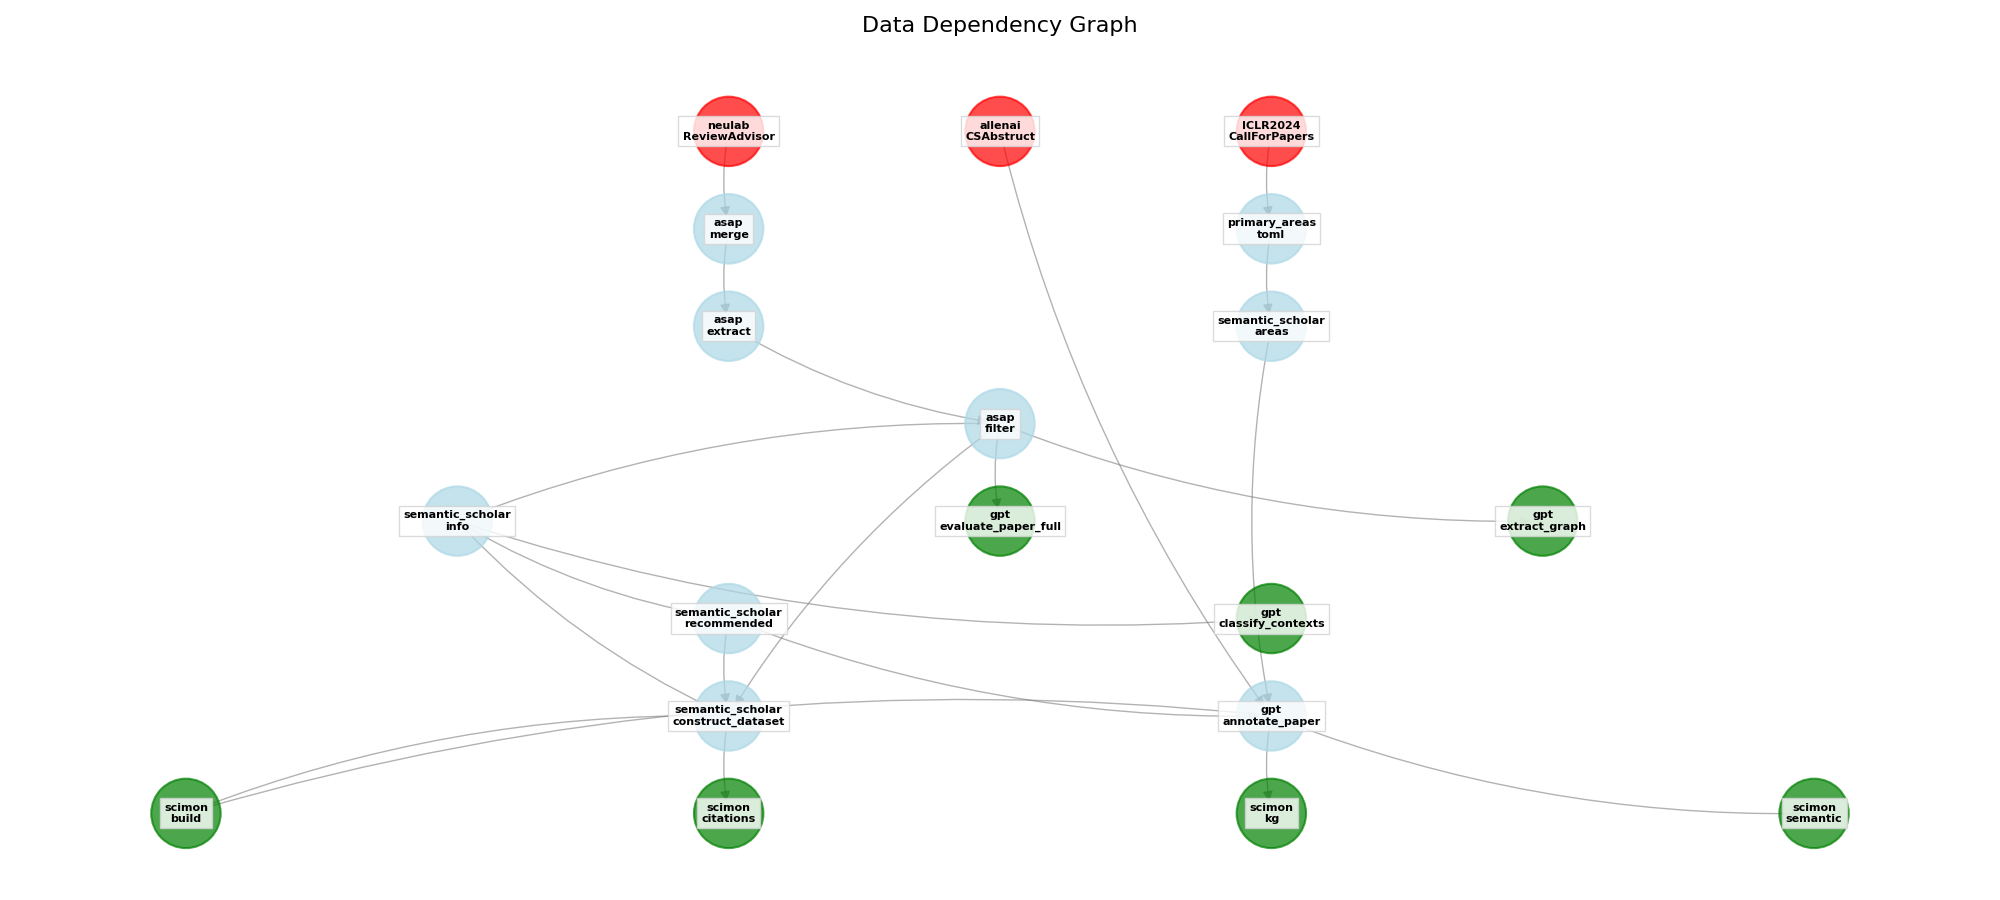 Data Dependency Graph
neulab
ReviewAdvisor
allenai
CSAbstruct
ICLR2024
CallForPapers
asap
merge
primary_areas
toml
asap
extract
semantic_scholar
areas
asap
filter
semantic_scholar
info
gpt
evaluate_paper_full
gpt
extract_graph
semantic_scholar
recommended
gpt
classify_contexts
semantic_scholar
construct_dataset
gpt
annotate_paper
scimon
build
scimon
citations
scimon
kg
scimon
semantic